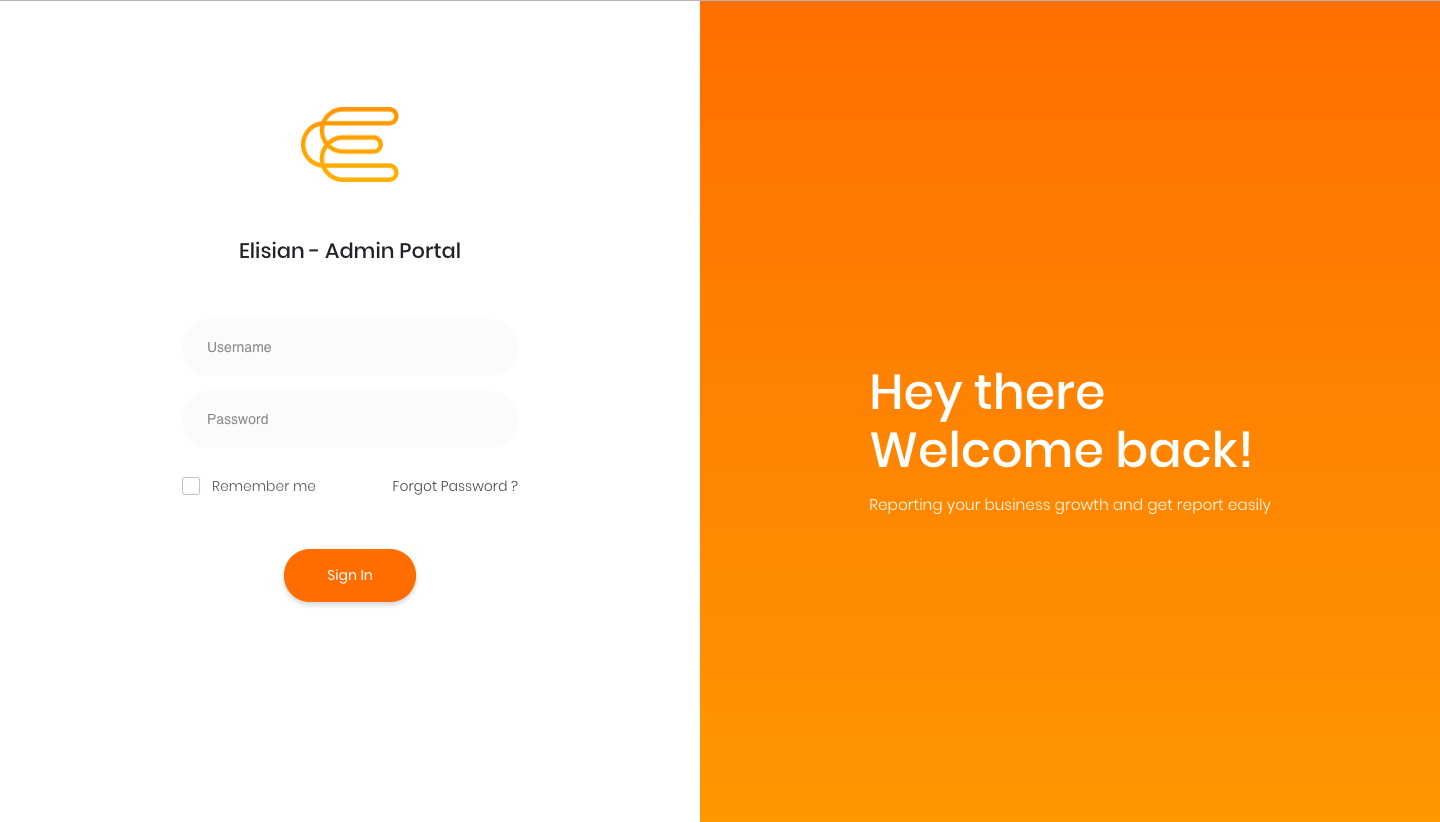 Elisian - Admin Portal
Username
Password
Remember me
Forgot Password ?
Sign In
Hey there
Welcome back!
Reporting your business growth and get report easily